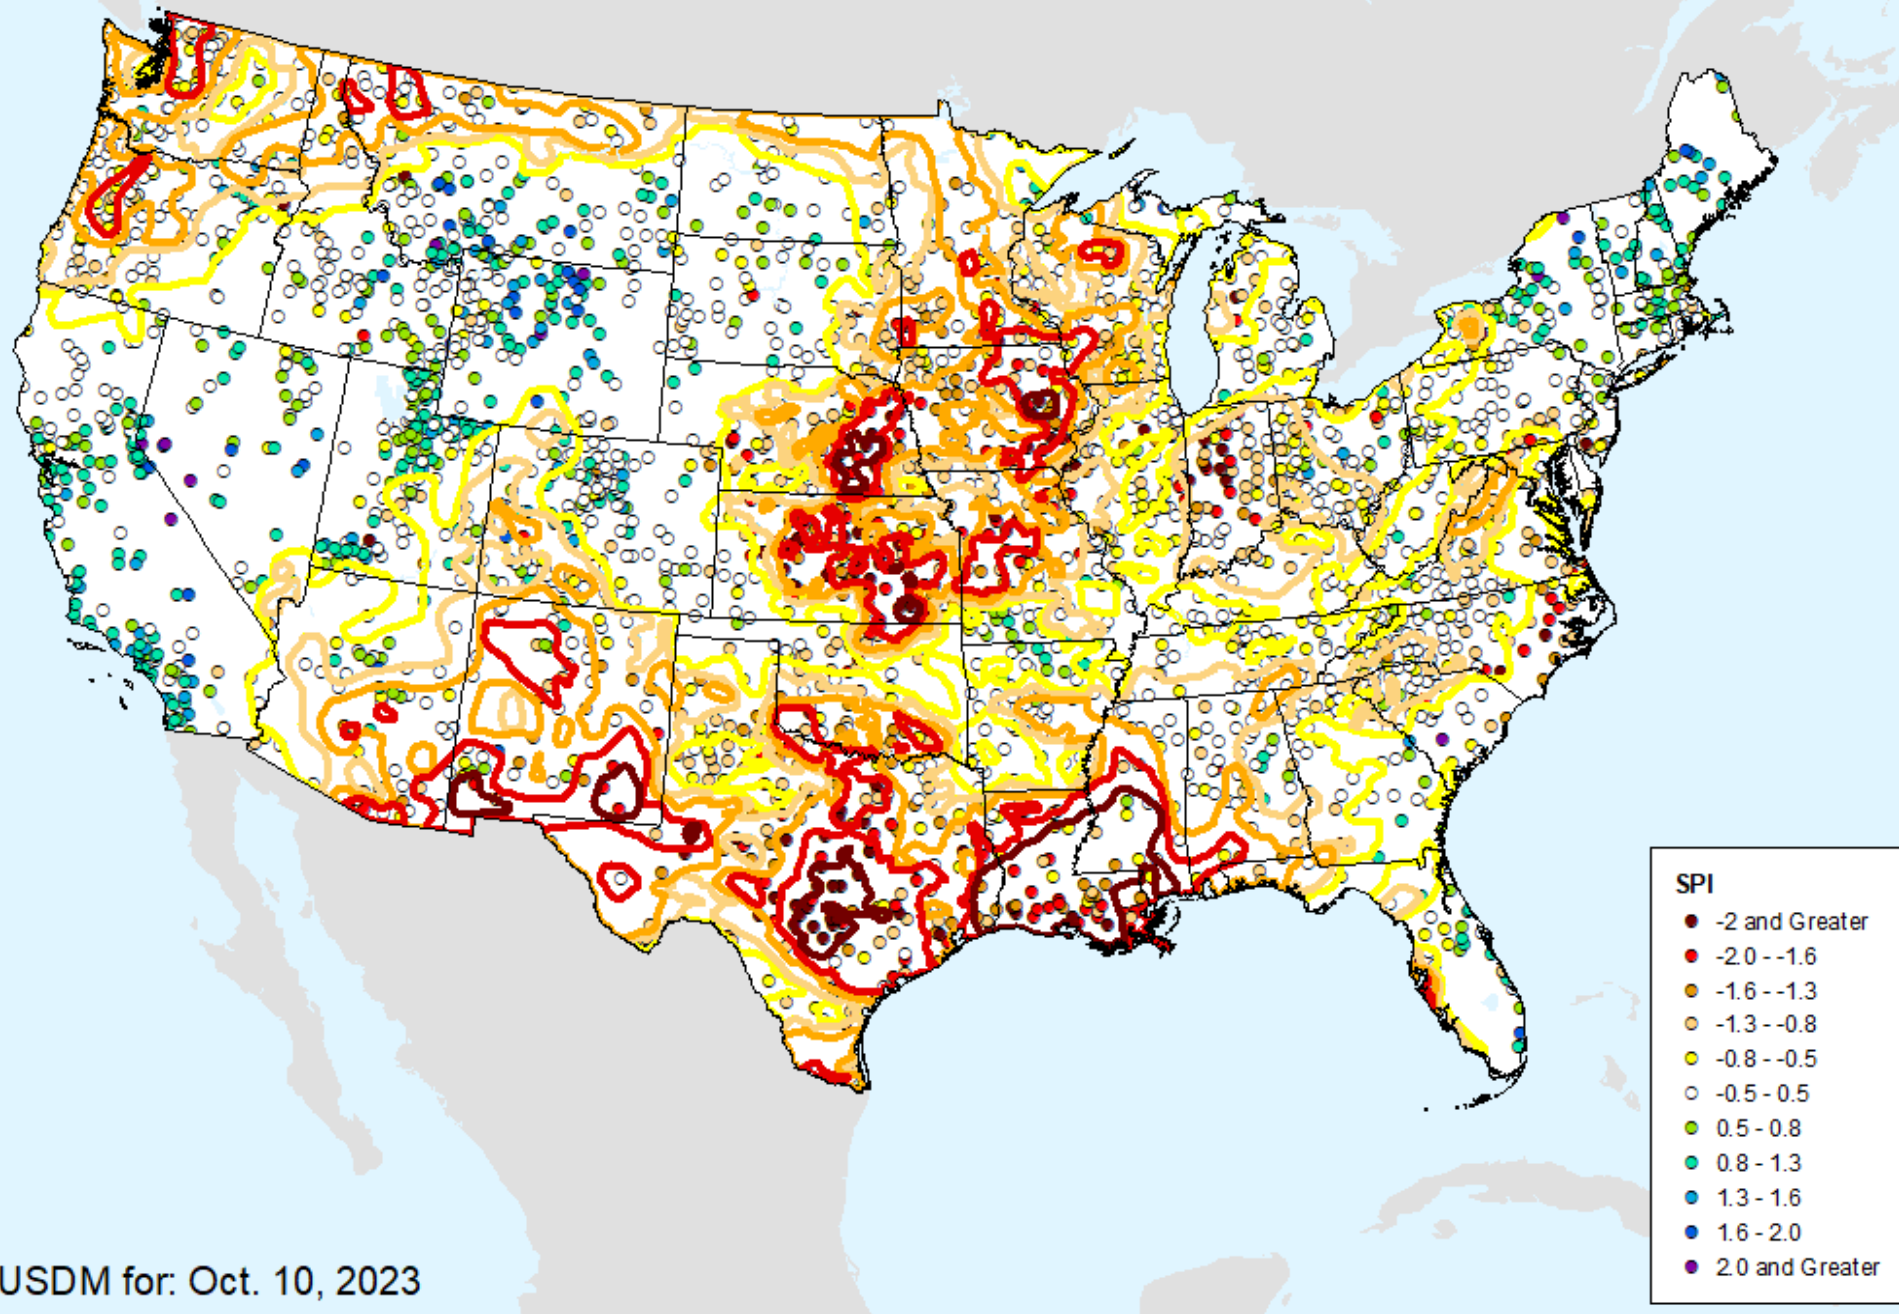 SPI
-2 and Greater
-2.0 - -1.6
-1.6 - -1.3
-1.3 - -0.8
-0.8 - -0.5
-0.5 - 0.5
0.5 - 0.8
0.8 - 1.3
1.3 - 1.6
1.6 - 2.0
2.0 and Greater
USDM for: Oct. 10, 2023